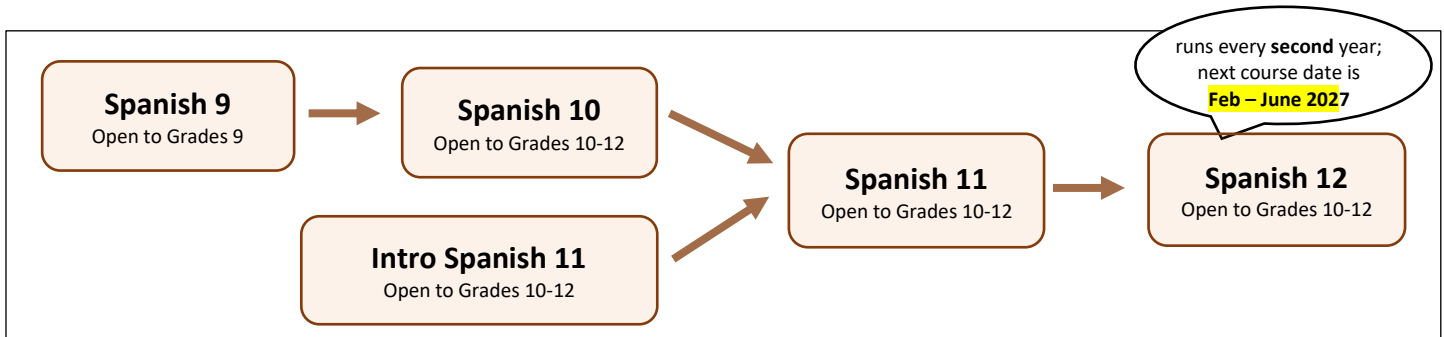 runs every second year;
next course date is
Feb – June 2027
Spanish 9
Open to Grades 9
Spanish 10
Open to Grades 10-12
Intro Spanish 11
Open to Grades 10-12
Spanish 11
Open to Grades 10-12
Spanish 12
Open to Grades 10-12